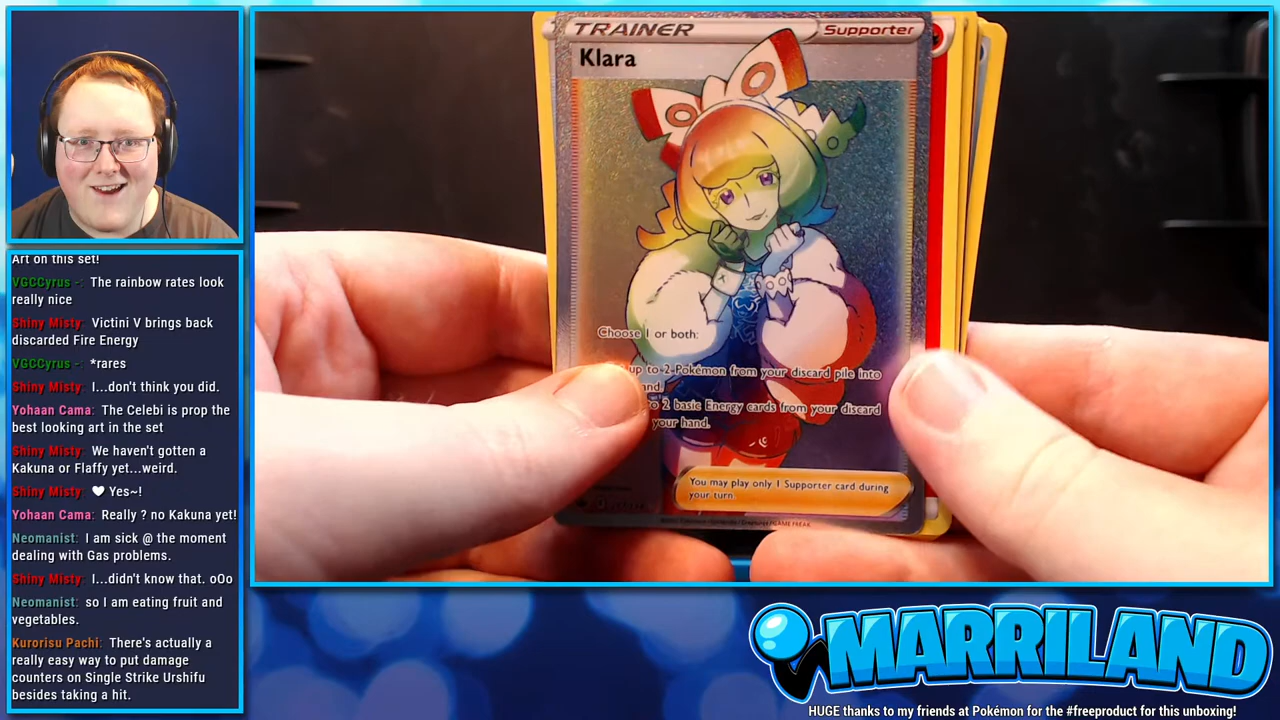 Art on this set!
VGCCyrus -: The rainbow rates look
really nice
Shiny Misty: Victini V brings back
discarded Fire Energy
VGCCyrus -: *rares
Shiny Misty: I...don't think you did.
Yohaan Cama: The Celebi is prop the
best looking art in the set
Shiny Misty: We haven't gotten a
Kakuna or Flaffy yet...weird.
Shiny Misty: ♥ Yes~!
Yohaan Cama: Really ? no Kakuna yet!
Neomanist: I am sick @ the moment
dealing with Gas problems.
Shiny Misty: I...didn't know that. oOo
Neomanist: so I am eating fruit and
vegetables.
Kurorisu Pachi: There's actually a
really easy way to put damage
counters on Single Strike Urshifu
besides taking a hit.
TRAINER Supporter
Klara
Choose 1 or both:
up to 2 Pokémon from your discard pile into
2 basic Energy cards from your discard
your hand.
You may play only 1 Supporter card during
your turn.
MARRILAND
HUGE thanks to my friends at Pokémon for the #freeproduct for this unboxing!